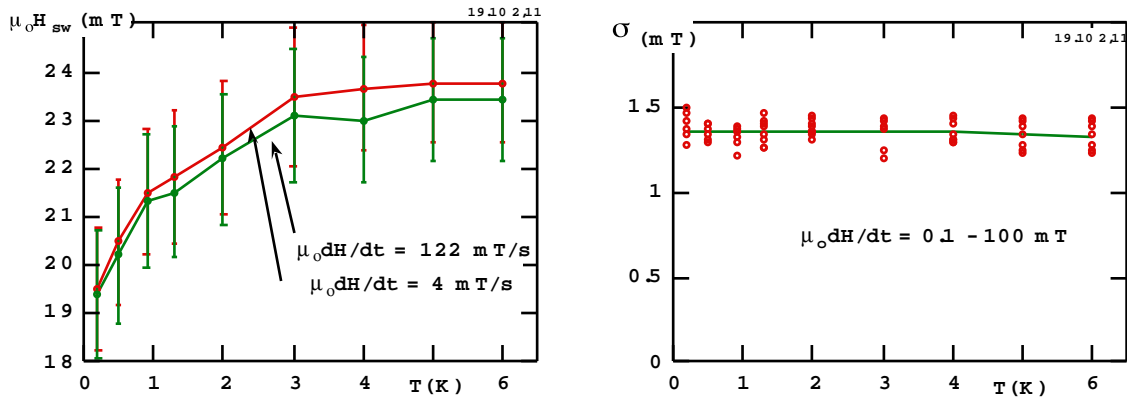 μoHsw (mT)
19.10 2,11
24
23
22
21
20
19
18
0 1 2 3 4 5 6
T(K)
μodH/dt = 122 mT/s
μodH/dt = 4 mT/s
σ (mT)
19.10 2,11
1.5
1
0.5
0
0 1 2 3 4 5 6
T(K)
μodH/dt = 0.1 - 100 mT